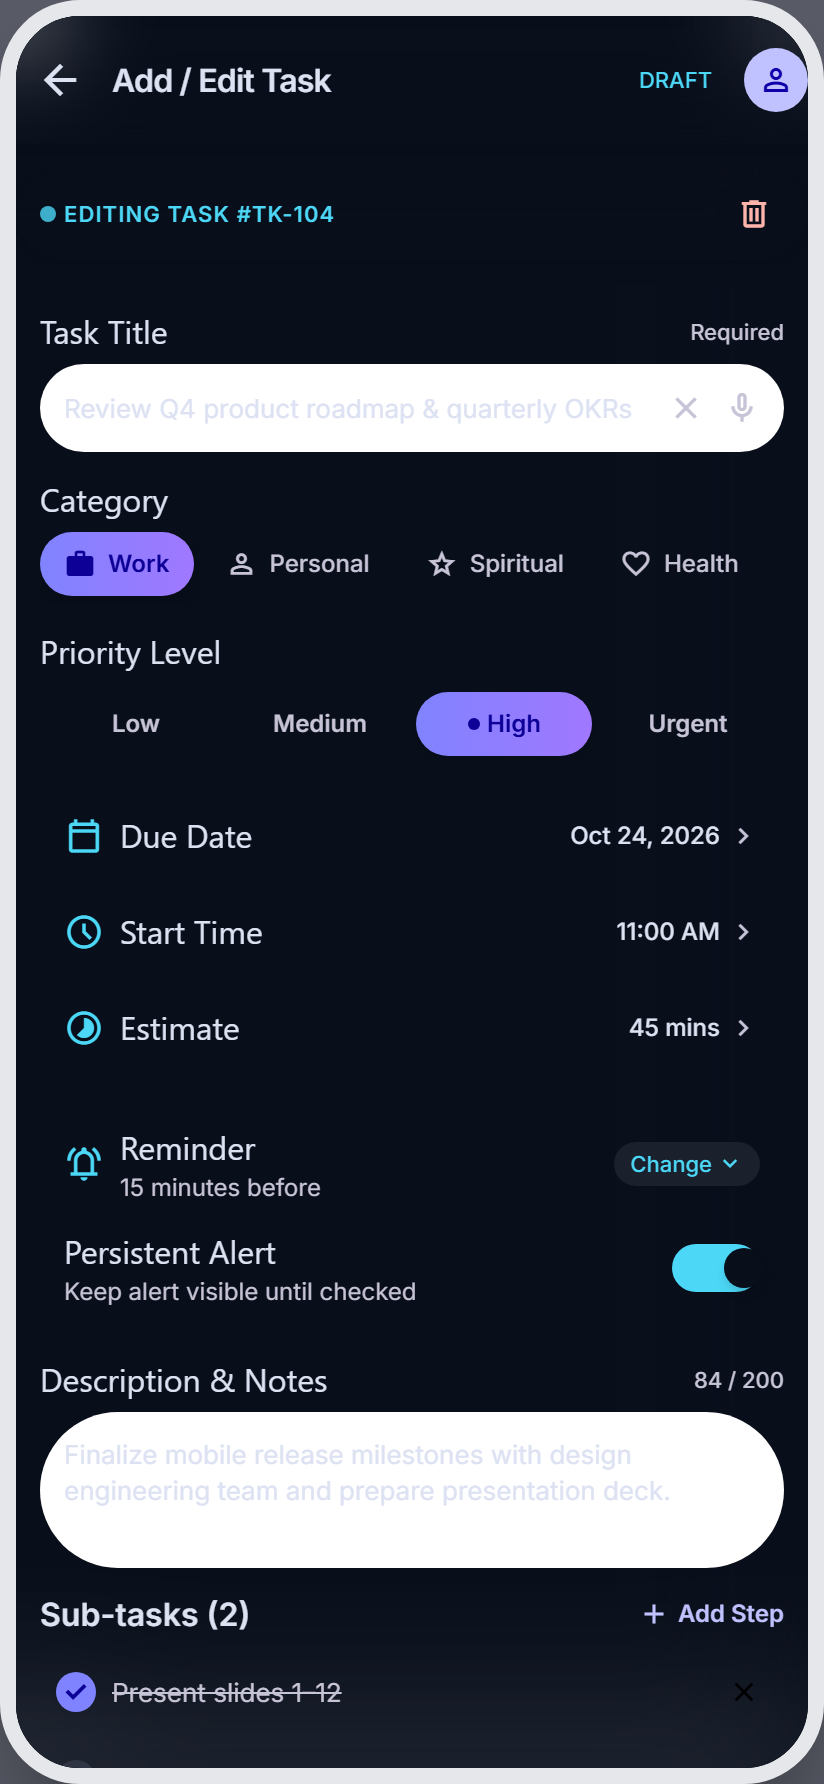 Add / Edit Task
DRAFT
EDITING TASK #TK-104
Task Title
Required
Review Q4 product roadmap & quarterly OKRs
Category
Work
Personal
Spiritual
Health
Priority Level
Low
Medium
High
Urgent
Due Date
Oct 24, 2026
Start Time
11:00 AM
Estimate
45 mins
Reminder
15 minutes before
Change
Persistent Alert
Keep alert visible until checked
Description & Notes
84 / 200
Finalize mobile release milestones with design
engineering team and prepare presentation deck.
Sub-tasks (2)
Add Step
Present slides 1-12